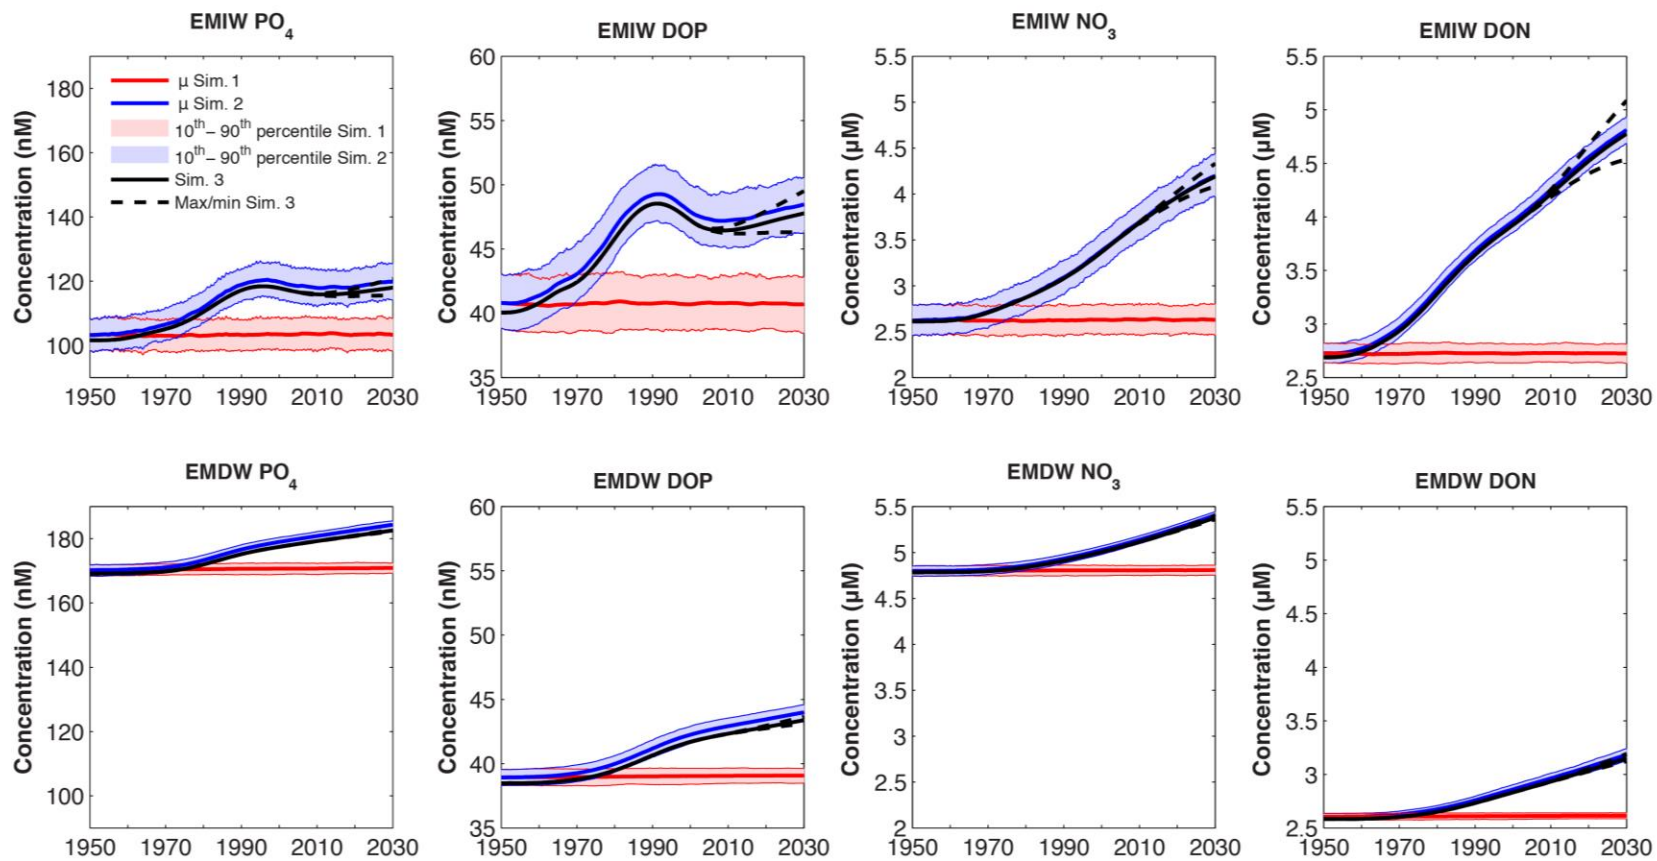 EMIW PO4
Concentration (nM)
180
160
140
120
100
1950 1970 1990 2010 2030
μ Sim. 1
μ Sim. 2
10th– 90th percentile Sim. 1
10th– 90th percentile Sim. 2
Sim. 3
Max/min Sim. 3
EMIW DOP
Concentration (nM)
60
55
50
45
40
35
1950 1970 1990 2010 2030
EMIW NO3
Concentration (μM)
5.5
5
4.5
4
3.5
3
2.5
2
1950 1970 1990 2010 2030
EMIW DON
Concentration (μM)
5.5
5
4.5
4
3.5
3
2.5
1950 1970 1990 2010 2030
EMDW PO4
Concentration (nM)
180
160
140
120
100
1950 1970 1990 2010 2030
EMDW DOP
Concentration (nM)
60
55
50
45
40
35
1950 1970 1990 2010 2030
EMDW NO3
Concentration (μM)
5.5
5
4.5
4
3.5
3
2.5
2
1950 1970 1990 2010 2030
EMDW DON
Concentration (μM)
5.5
5
4.5
4
3.5
3
2.5
1950 1970 1990 2010 2030